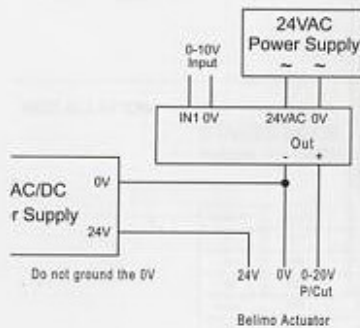 24VAC
Power Supply
~ ~
0-10V
Input
IN1 0V
24VAC 0V
Out
- +
AC/DC
r Supply
0V
24V
Do not ground the 0V
24V 0V 0-20V
P/Cut
Belimo Actuator